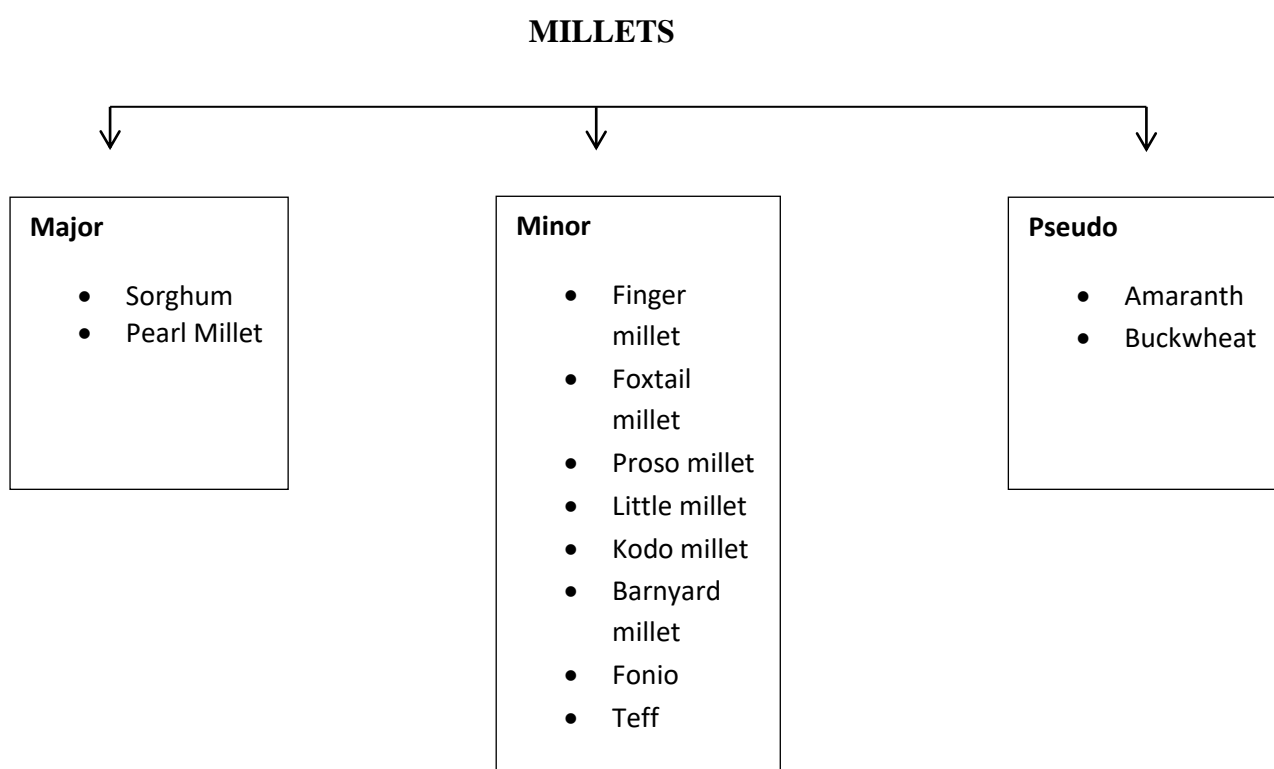 MILLETS
Major
• Sorghum
• Pearl Millet
Minor
• Finger
millet
• Foxtail
millet
• Proso millet
• Little millet
• Kodo millet
• Barnyard
millet
• Fonio
• Teff
Pseudo
• Amaranth
• Buckwheat